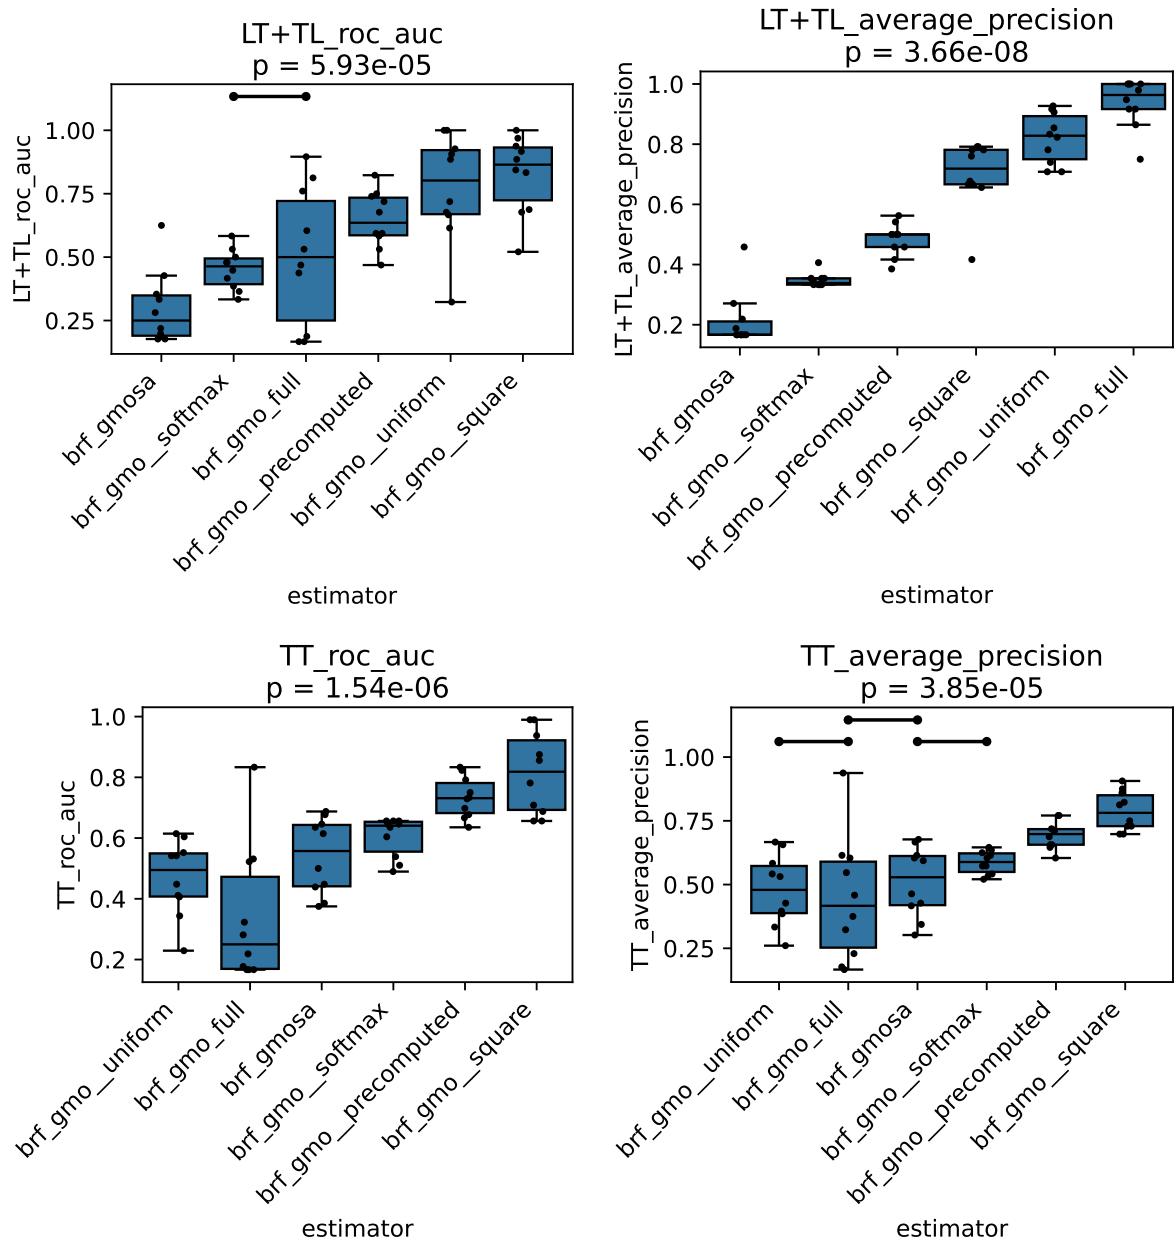 LT+TL_roc_auc
p = 5.93e-05
LT+TL_roc_auc
1.00
0.75
0.50
0.25
brf_gmosa
brf_gmo__softmax
brf_gmo_full
brf_gmo__precomputed
brf_gmo__uniform
brf_gmo__square
estimator
LT+TL_average_precision
p = 3.66e-08
LT+TL_average_precision
1.0
0.8
0.6
0.4
0.2
brf_gmosa
brf_gmo__softmax
brf_gmo__precomputed
brf_gmo__square
brf_gmo__uniform
brf_gmo_full
estimator
TT_roc_auc
p = 1.54e-06
TT_roc_auc
1.0
0.8
0.6
0.4
0.2
brf_gmo__uniform
brf_gmo_full
brf_gmosa
brf_gmo__softmax
brf_gmo__precomputed
brf_gmo__square
estimator
TT_average_precision
p = 3.85e-05
TT_average_precision
1.00
0.75
0.50
0.25
brf_gmo__uniform
brf_gmo_full
brf_gmosa
brf_gmo__softmax
brf_gmo__precomputed
brf_gmo__square
estimator